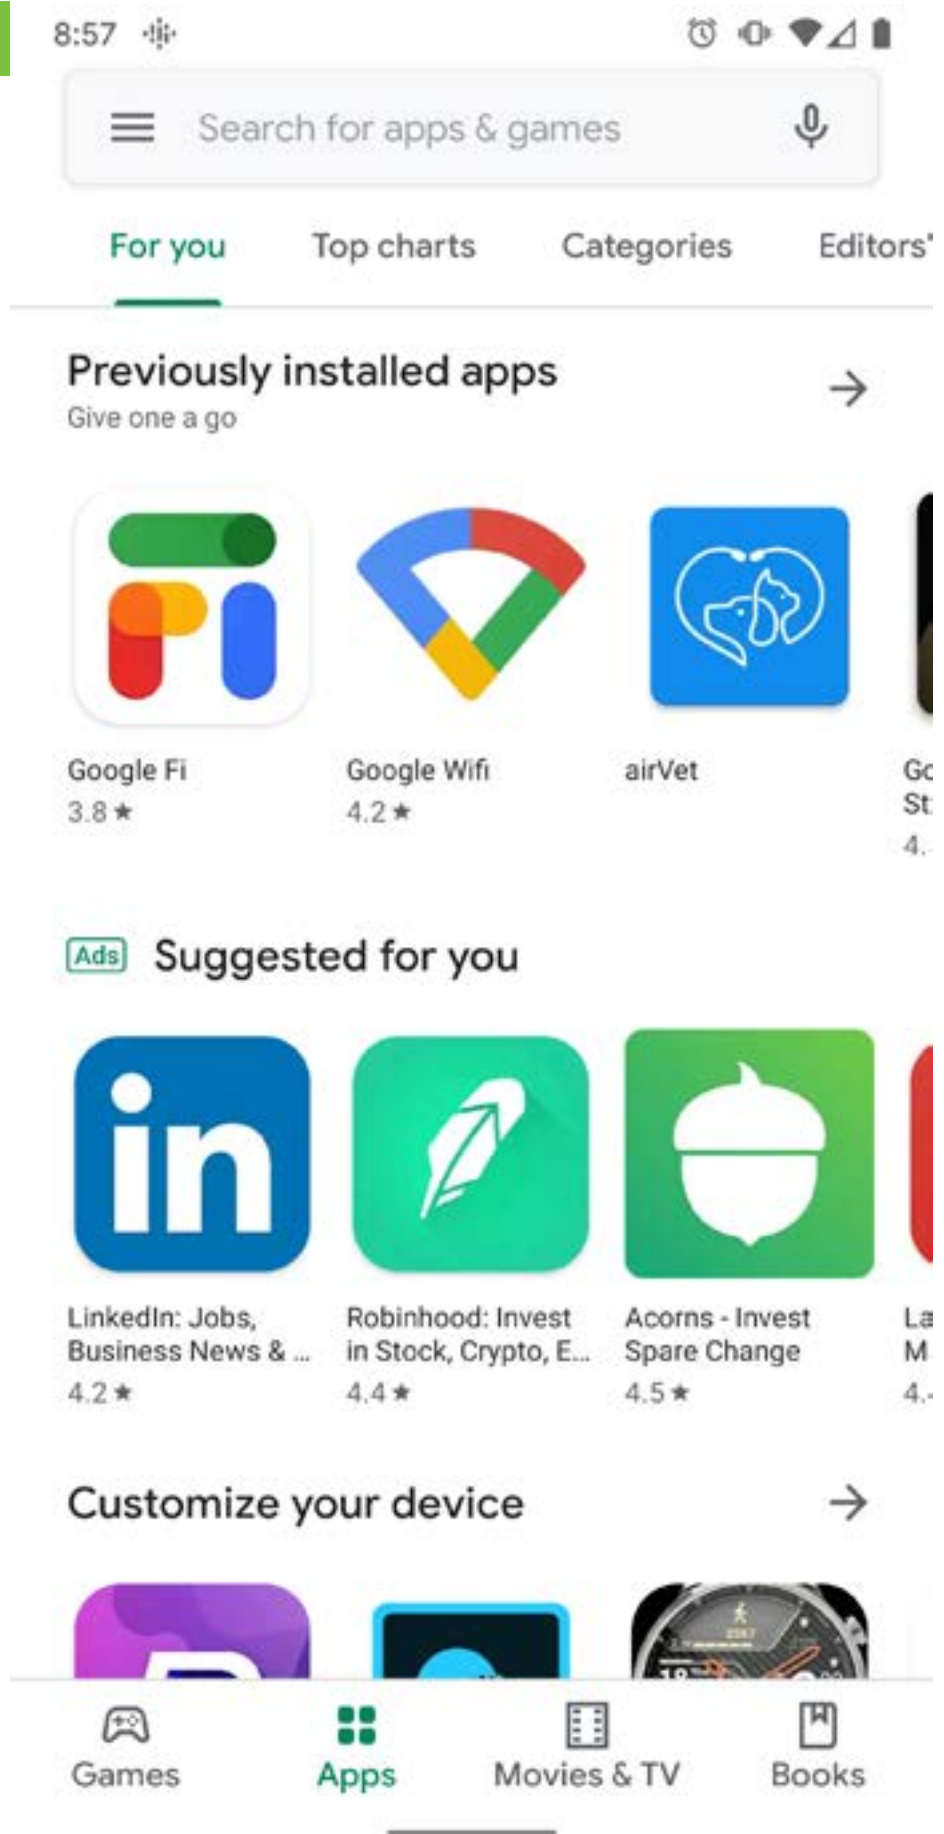 8:57
Search for apps & games
For you Top charts Categories Editors'
Previously installed apps
Give one a go
Google Fi Google Wifi airVet
3.8 ★ 4.2 ★
Ads Suggested for you
in
LinkedIn: Jobs, Robinhood: Invest Acorns - Invest
Business News & ... in Stock, Crypto, E... Spare Change
4.2 ★ 4.4 ★ 4.5 ★
Customize your device
Games Apps Movies & TV Books